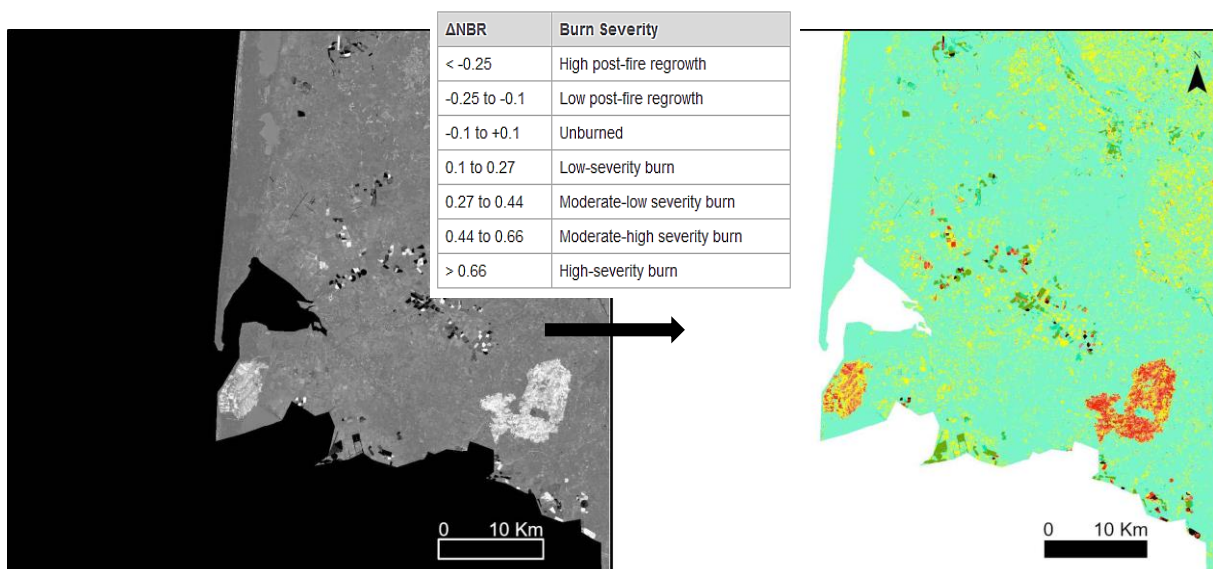 ΔNBR Burn Severity
< -0.25 High post-fire regrowth
-0.25 to -0.1 Low post-fire regrowth
-0.1 to +0.1 Unburned
0.1 to 0.27 Low-severity burn
0.27 to 0.44 Moderate-low severity burn
0.44 to 0.66 Moderate-high severity burn
> 0.66 High-severity burn
N
0 10 Km
0 10 Km